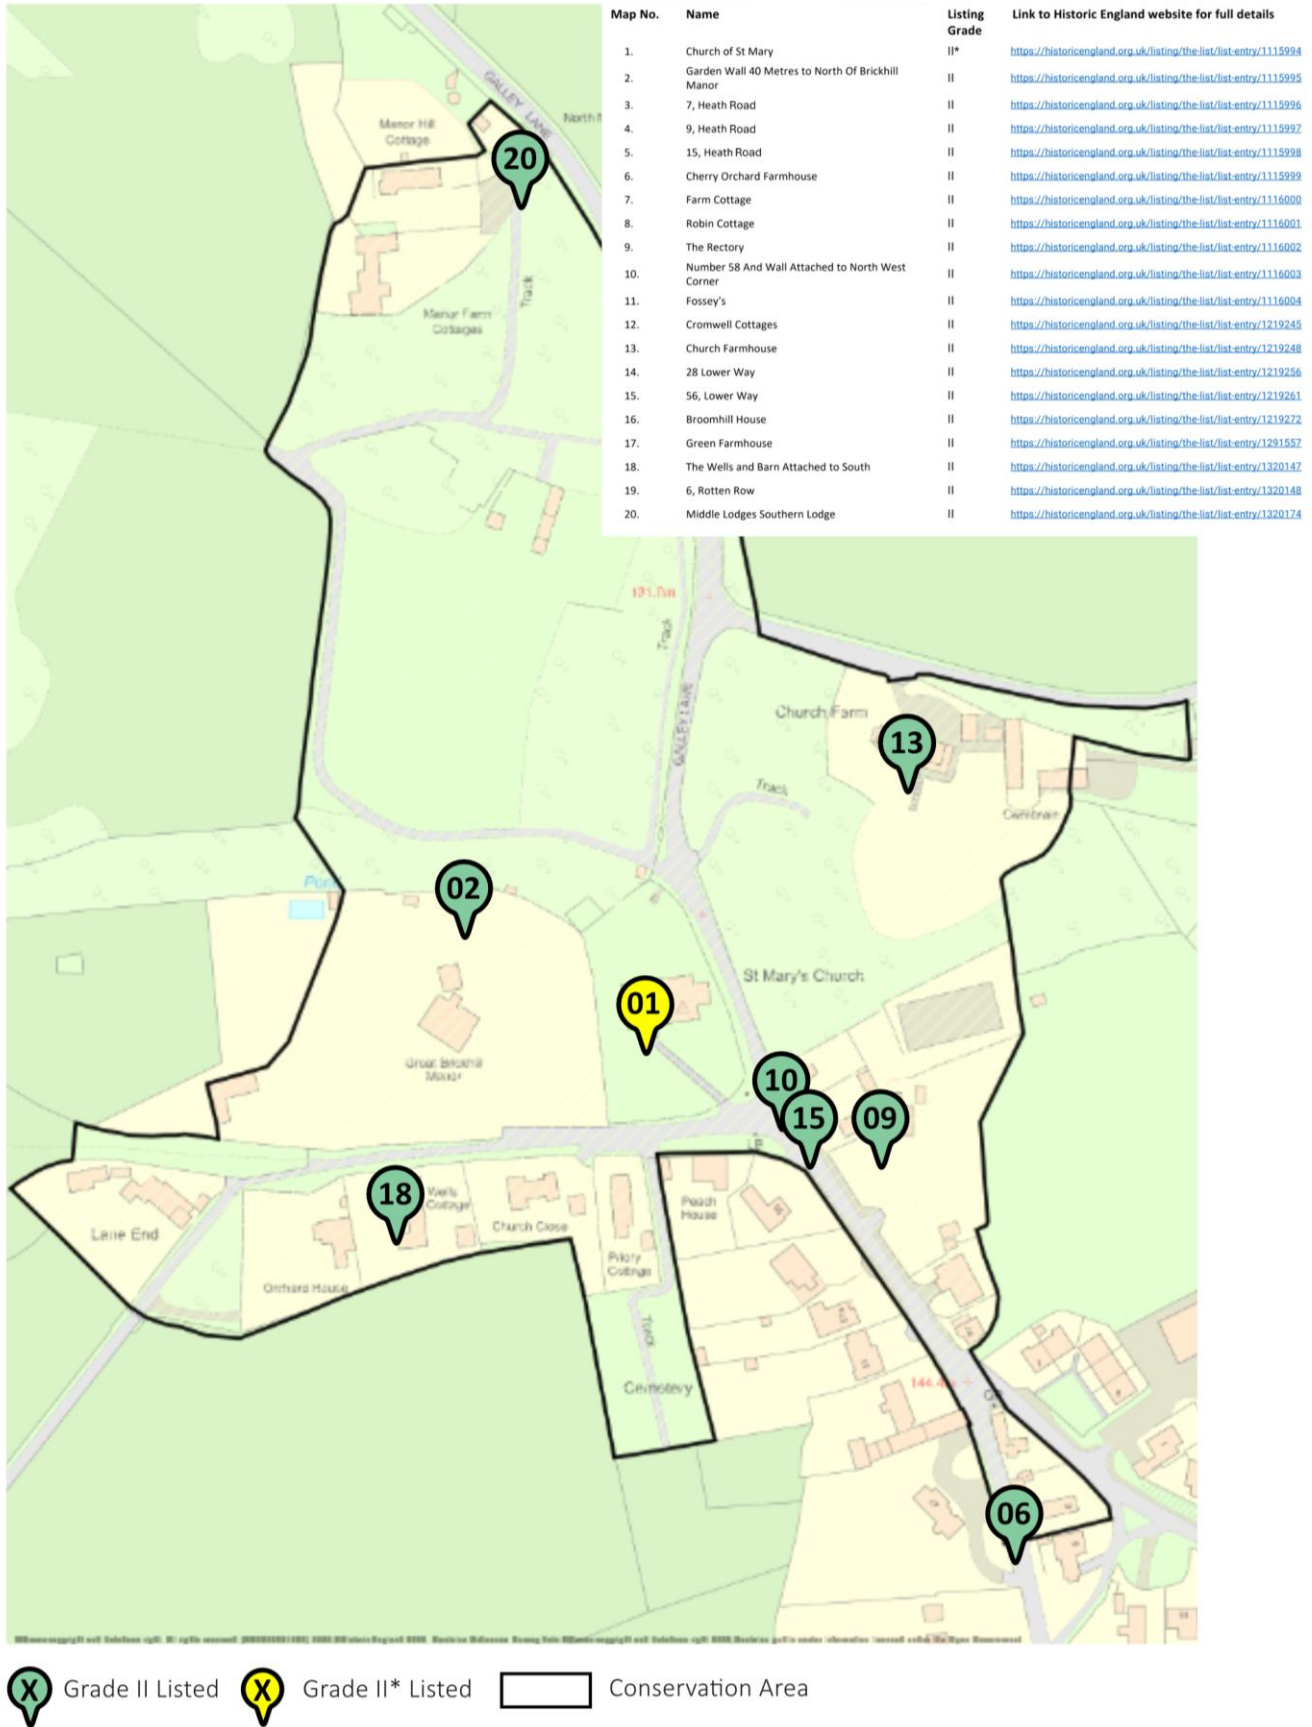 Map No. Name Listing Grade Link to Historic England website for full details
1. Church of St Mary II* https://historicengland.org.uk/listing/the-list/list-entry/1115994
2. Garden Wall 40 Metres to North Of Brickhill Manor II https://historicengland.org.uk/listing/the-list/list-entry/1115995
3. 7, Heath Road II https://historicengland.org.uk/listing/the-list/list-entry/1115996
4. 9, Heath Road II https://historicengland.org.uk/listing/the-list/list-entry/1115997
5. 15, Heath Road II https://historicengland.org.uk/listing/the-list/list-entry/1115998
6. Cherry Orchard Farmhouse II https://historicengland.org.uk/listing/the-list/list-entry/1115999
7. Farm Cottage II https://historicengland.org.uk/listing/the-list/list-entry/1116000
8. Robin Cottage II https://historicengland.org.uk/listing/the-list/list-entry/1116001
9. The Rectory II https://historicengland.org.uk/listing/the-list/list-entry/1116002
10. Number 58 And Wall Attached to North West Corner II https://historicengland.org.uk/listing/the-list/list-entry/1116003
11. Fossey's II https://historicengland.org.uk/listing/the-list/list-entry/1116004
12. Cromwell Cottages II https://historicengland.org.uk/listing/the-list/list-entry/1219245
13. Church Farmhouse II https://historicengland.org.uk/listing/the-list/list-entry/1219248
14. 28 Lower Way II https://historicengland.org.uk/listing/the-list/list-entry/1219256
15. 56, Lower Way II https://historicengland.org.uk/listing/the-list/list-entry/1219261
16. Broomhill House II https://historicengland.org.uk/listing/the-list/list-entry/1219272
17. Green Farmhouse II https://historicengland.org.uk/listing/the-list/list-entry/1291557
18. The Wells and Barn Attached to South II https://historicengland.org.uk/listing/the-list/list-entry/1320147
19. 6, Rotten Row II https://historicengland.org.uk/listing/the-list/list-entry/1320148
20. Middle Lodges Southern Lodge II https://historicengland.org.uk/listing/the-list/list-entry/1320174
GALLEY LANE
Manor Hill
Cottage
North
20
Track
Manor Farm
Cottages
Track
GALLEY LANE
Church Farm
13
Track
Pond
02
St Mary's Church
01
Great Brickhill
Manor
10
15
09
18
Wells
Cottage
Church Close
Peach
House
Lane End
Orchard House
Priory
Cottage
Track
Cemetery
06
X Grade II Listed
X Grade II* Listed
Conservation Area